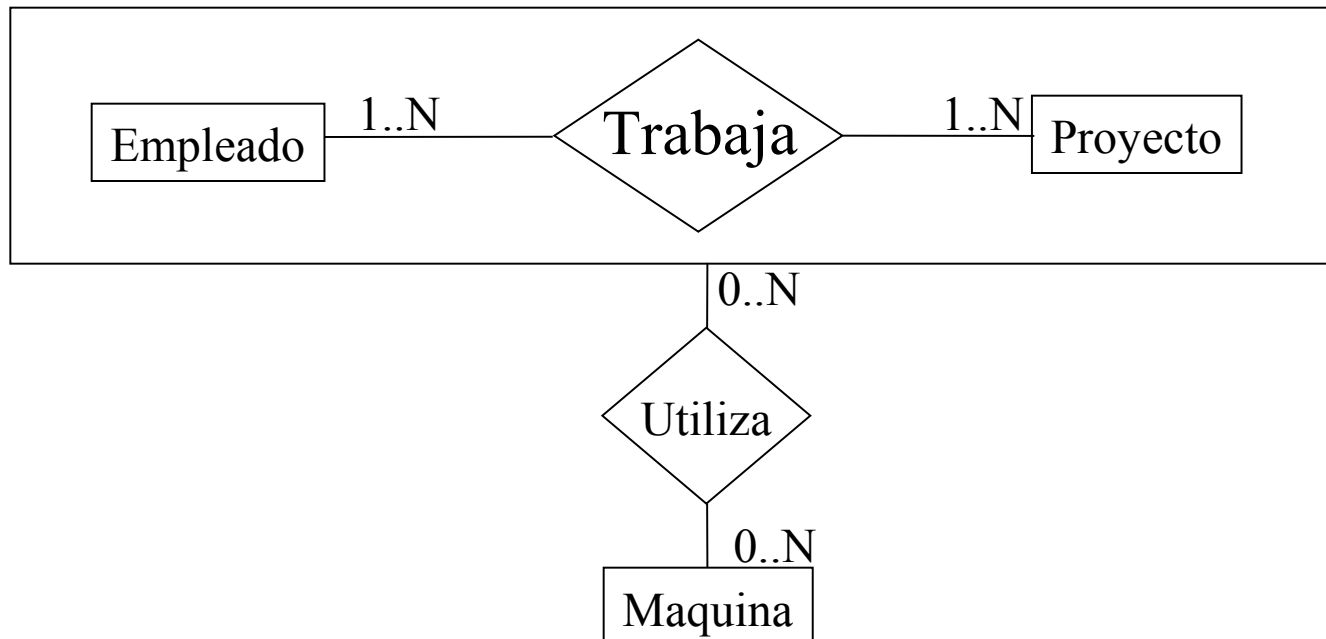 1..N
1..N
Empleado
Trabaja
Proyecto
0..N
Utiliza
0..N
Maquina